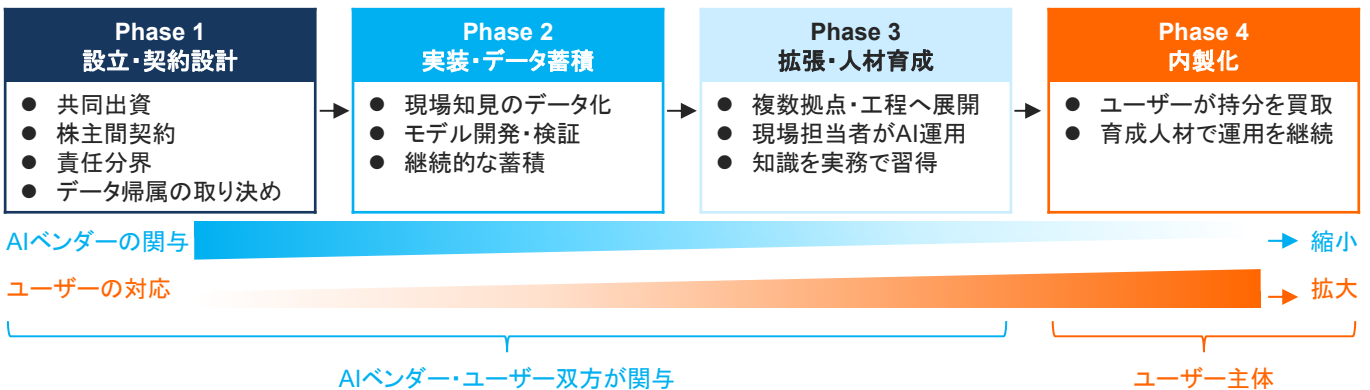 Phase 1
設立・契約設計
● 共同出資
● 株主間契約
● 責任分界
● データ帰属の取り決め
Phase 2
実装・データ蓄積
● 現場知見のデータ化
● モデル開発・検証
● 継続的な蓄積
Phase 3
拡張・人材育成
● 複数拠点・工程へ展開
● 現場担当者がAI運用
● 知識を実務で習得
Phase 4
内製化
● ユーザーが持分を買取
● 育成人材で運用を継続
AIベンダーの関与
縮小
ユーザーの対応
拡大
AIベンダー・ユーザー双方が関与
ユーザー主体